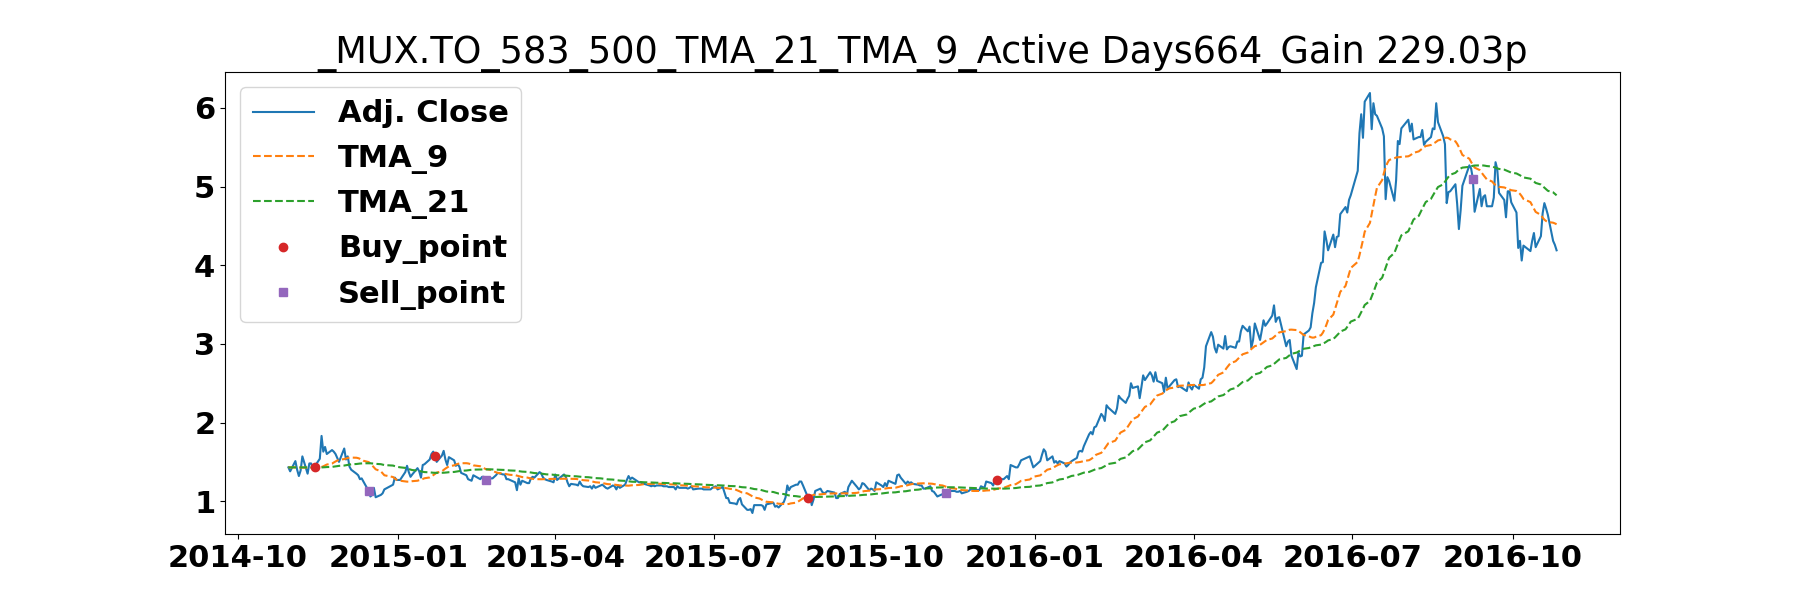 _MUX.TO_583_500_TMA_21_TMA_9_Active Days664_Gain 229.03p
Adj. Close
TMA_9
TMA_21
Buy_point
Sell_point
6
5
4
3
2
1
2014-10 2015-01 2015-04 2015-07 2015-10 2016-01 2016-04 2016-07 2016-10